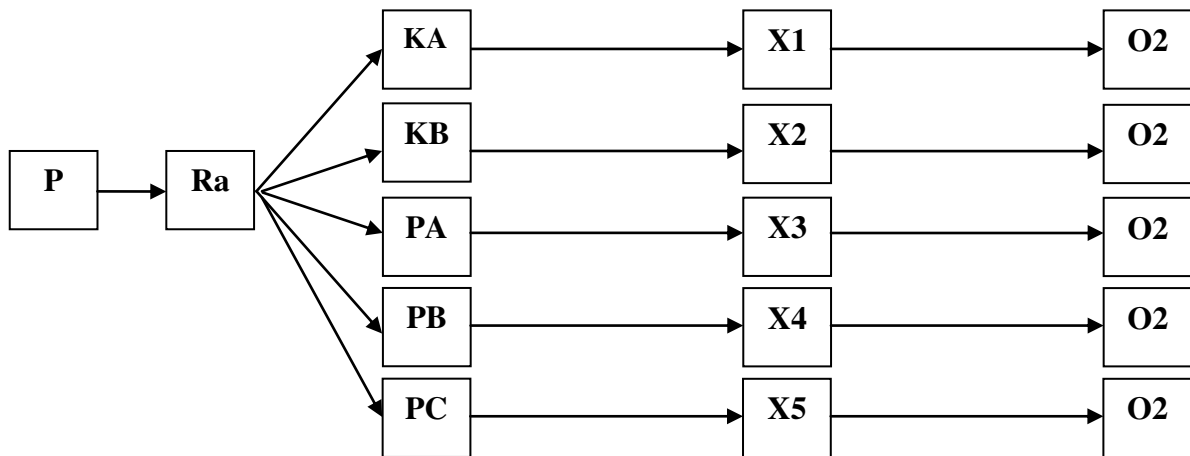 KA X1 O2
KB X2 O2
P Ra
PA X3 O2
PB X4 O2
PC X5 O2